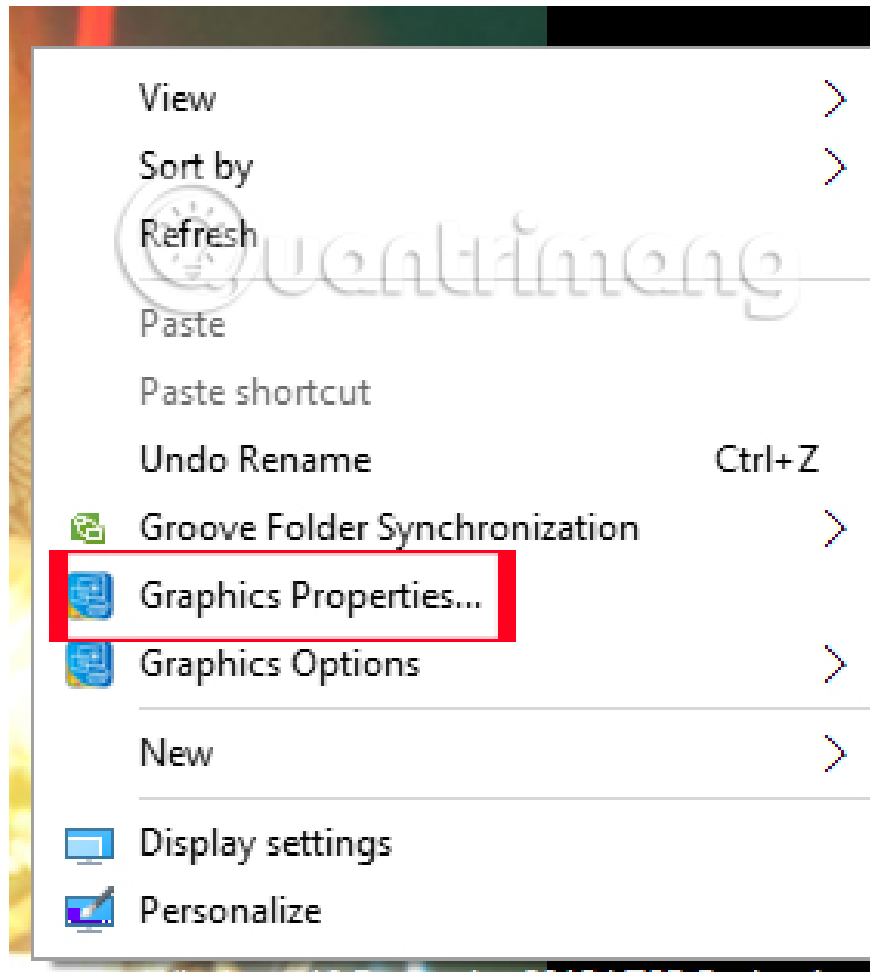 View
Sort by
Refresh
Quantrimang
Paste
Paste shortcut
Undo Rename Ctrl+Z
Groove Folder Synchronization
Graphics Properties...
Graphics Options
New
Display settings
Personalize